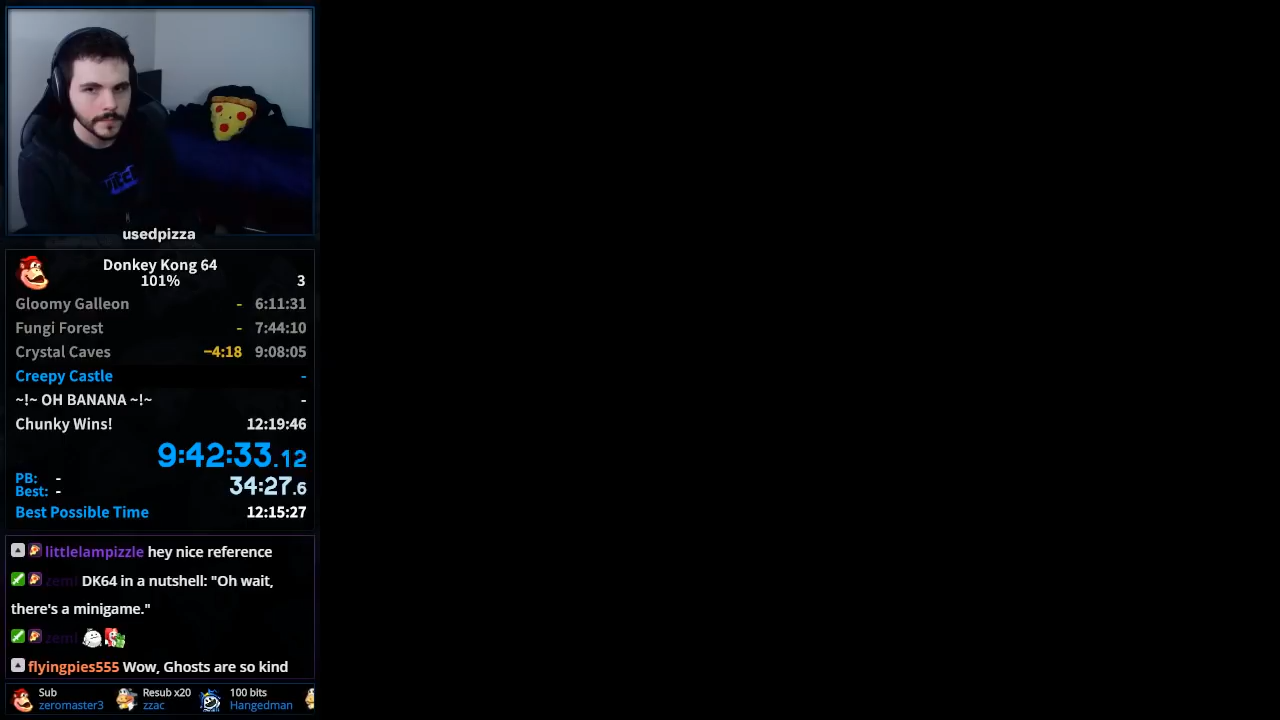 usedpizza
Donkey Kong 64
101% 3
Gloomy Galleon - 6:11:31
Fungi Forest - 7:44:10
Crystal Caves −4:18 9:08:05
Creepy Castle -
~!~ OH BANANA ~!~ -
Chunky Wins! 12:19:46
9:42:33.12
PB: -
Best: - 34:27.6
Best Possible Time 12:15:27
littlelampizzle hey nice reference
zemi DK64 in a nutshell: "Oh wait,
there's a minigame."
zemi
flyingpies555 Wow, Ghosts are so kind
Sub Resub x20 100 bits
zeromaster3 zzac Hangedman